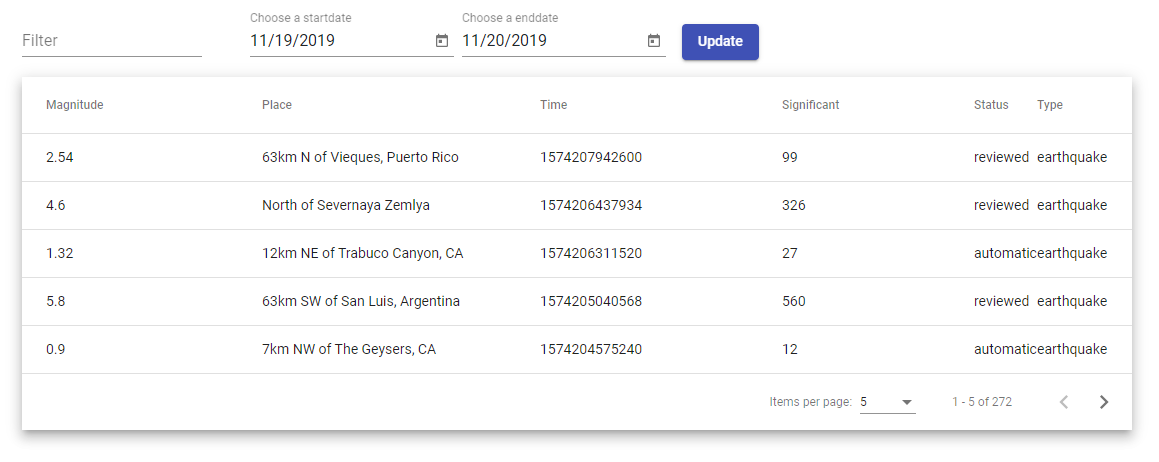 Choose a startdate Choose a enddate
Filter 11/19/2019 11/20/2019 Update
Magnitude Place Time Significant Status Type
2.54 63km N of Vieques, Puerto Rico 1574207942600 99 reviewed earthquake
4.6 North of Severnaya Zemlya 1574206437934 326 reviewed earthquake
1.32 12km NE of Trabuco Canyon, CA 1574206311520 27 automatic earthquake
5.8 63km SW of San Luis, Argentina 1574205040568 560 reviewed earthquake
0.9 7km NW of The Geysers, CA 1574204575240 12 automatic earthquake
Items per page: 5 1 - 5 of 272